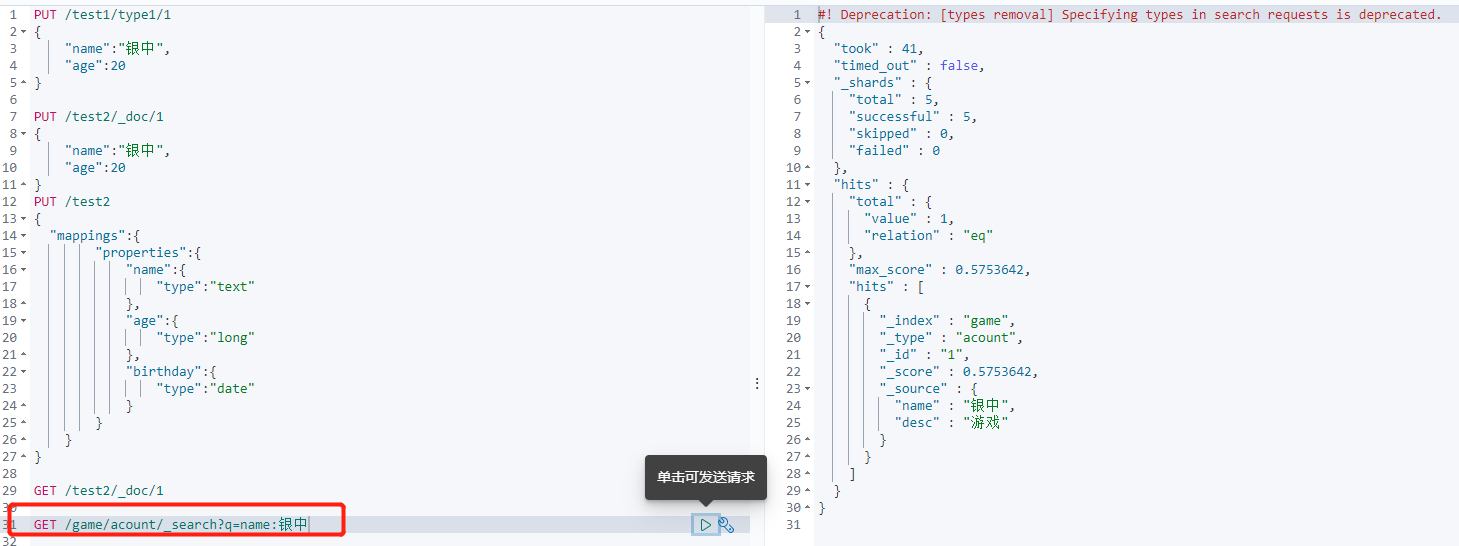 1 PUT /test1/type1/1
2 {
3 "name":"银中",
4 "age":20
5 }
6
7 PUT /test2/_doc/1
8 {
9 "name":"银中",
10 "age":20
11 }
12 PUT /test2
13 {
14 "mappings":{
15 "properties":{
16 "name":{
17 "type":"text"
18 },
19 "age":{
20 "type":"long"
21 },
22 "birthday":{
23 "type":"date"
24 }
25 }
26 }
27 }
28
29 GET /test2/_doc/1
30
31 GET /game/acount/_search?q=name:银中
32
单击可发送请求
1 #! Deprecation: [types removal] Specifying types in search requests is deprecated.
2 {
3 "took" : 41,
4 "timed_out" : false,
5 "_shards" : {
6 "total" : 5,
7 "successful" : 5,
8 "skipped" : 0,
9 "failed" : 0
10 },
11 "hits" : {
12 "total" : {
13 "value" : 1,
14 "relation" : "eq"
15 },
16 "max_score" : 0.5753642,
17 "hits" : [
18 {
19 "_index" : "game",
20 "_type" : "acount",
21 "_id" : "1",
22 "_score" : 0.5753642,
23 "_source" : {
24 "name" : "银中",
25 "desc" : "游戏"
26 }
27 }
28 ]
29 }
30 }
31